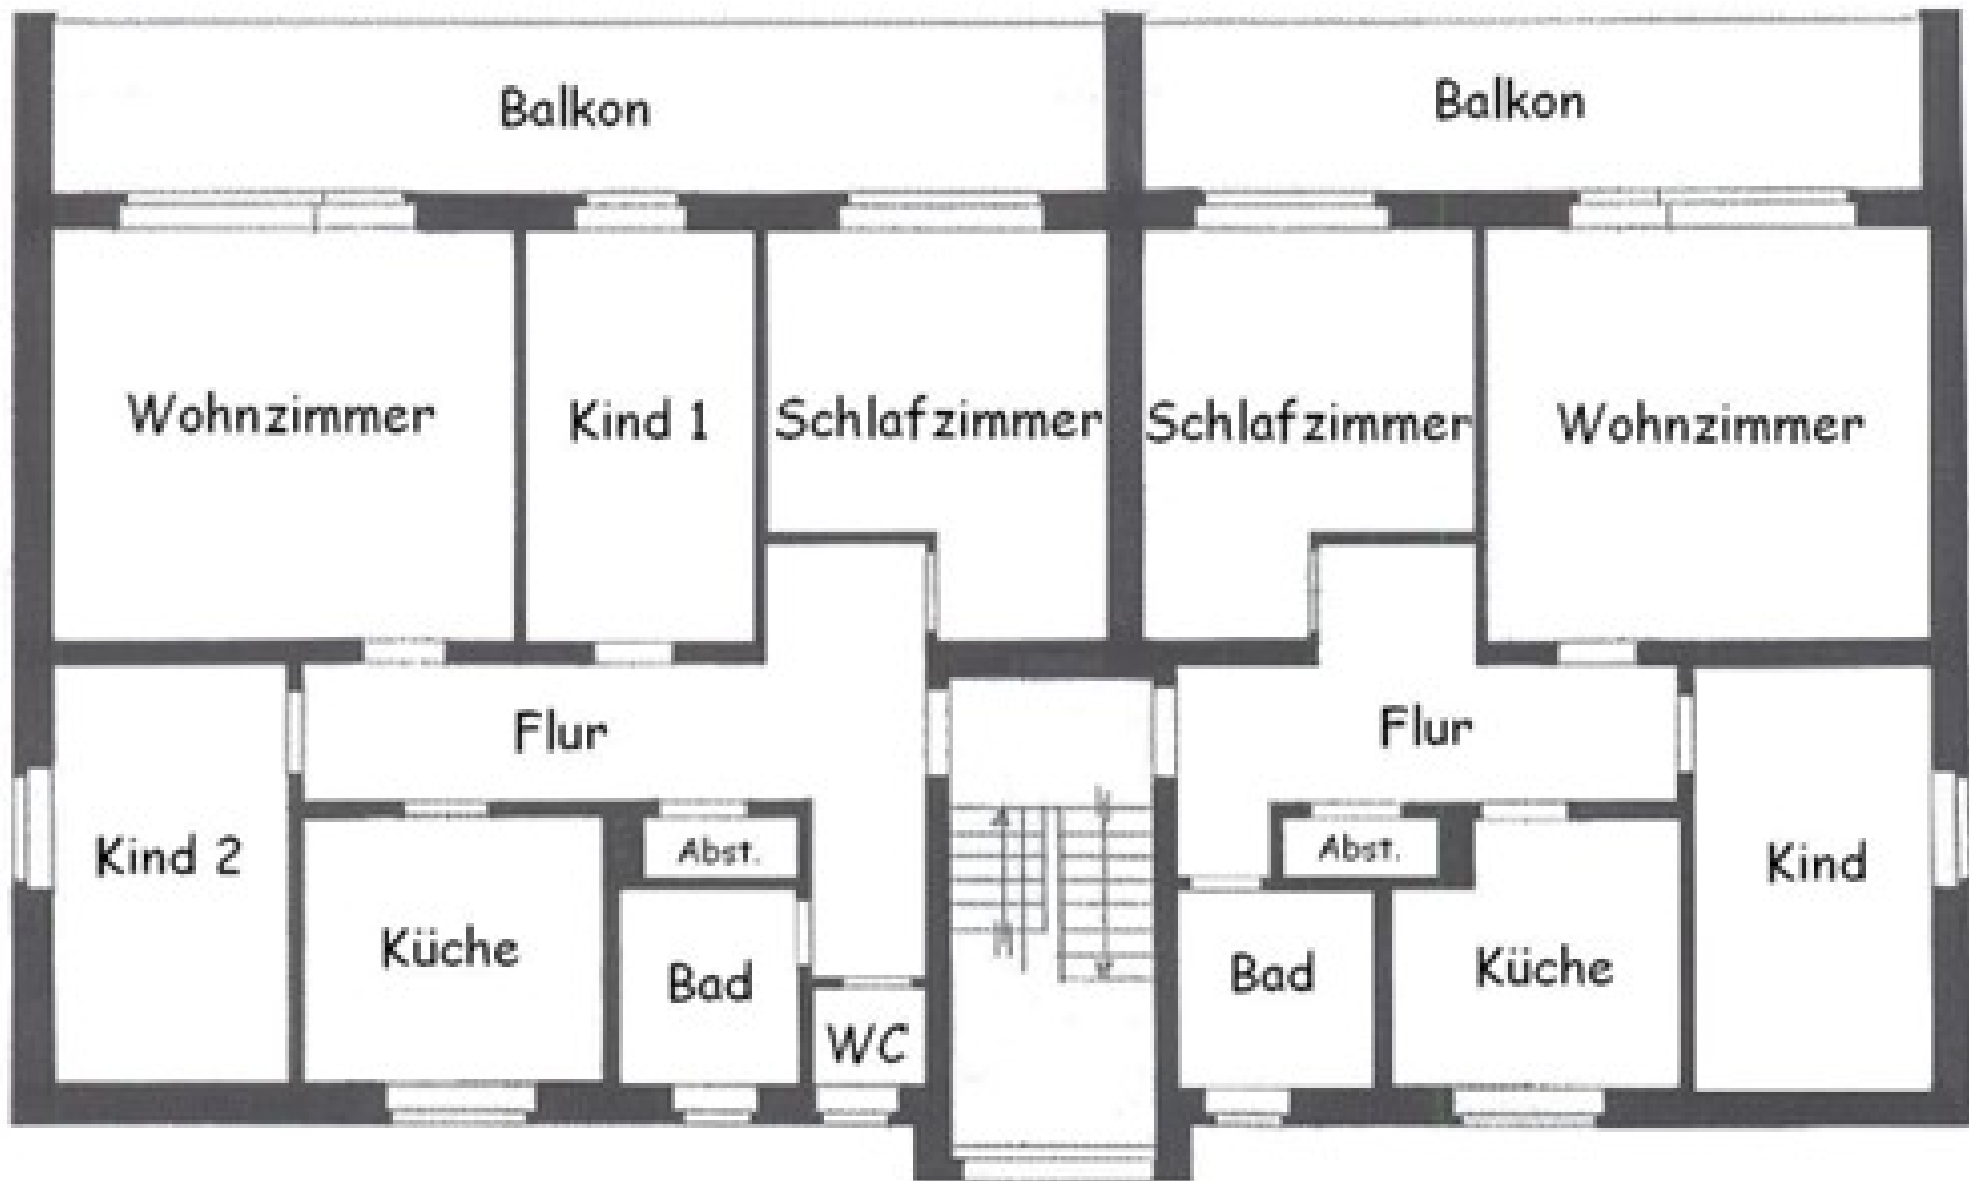 Balkon
Balkon
Wohnzimmer
Kind 1
Schlafzimmer
Schlafzimmer
Wohnzimmer
Flur
Flur
Kind 2
Küche
Abst.
Bad
WC
Abst.
Bad
Küche
Kind